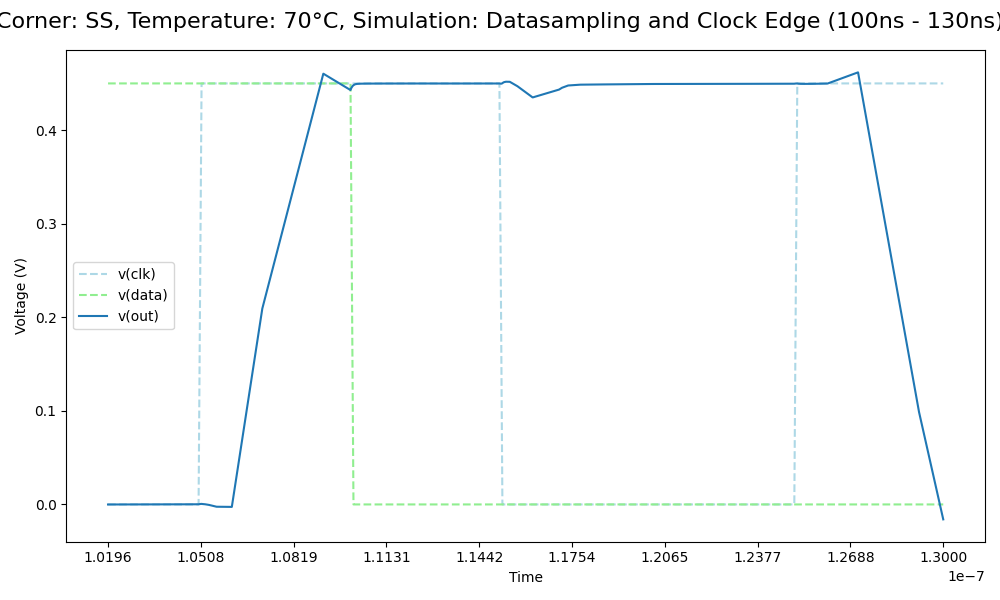 Corner: SS, Temperature: 70°C, Simulation: Datasampling and Clock Edge (100ns - 130ns)
0.4
0.3
0.2
0.1
0.0
Voltage (V)
v(clk)
v(data)
v(out)
1.0196 1.0508 1.0819 1.1131 1.1442 1.1754 1.2065 1.2377 1.2688 1.3000
1e−7
Time